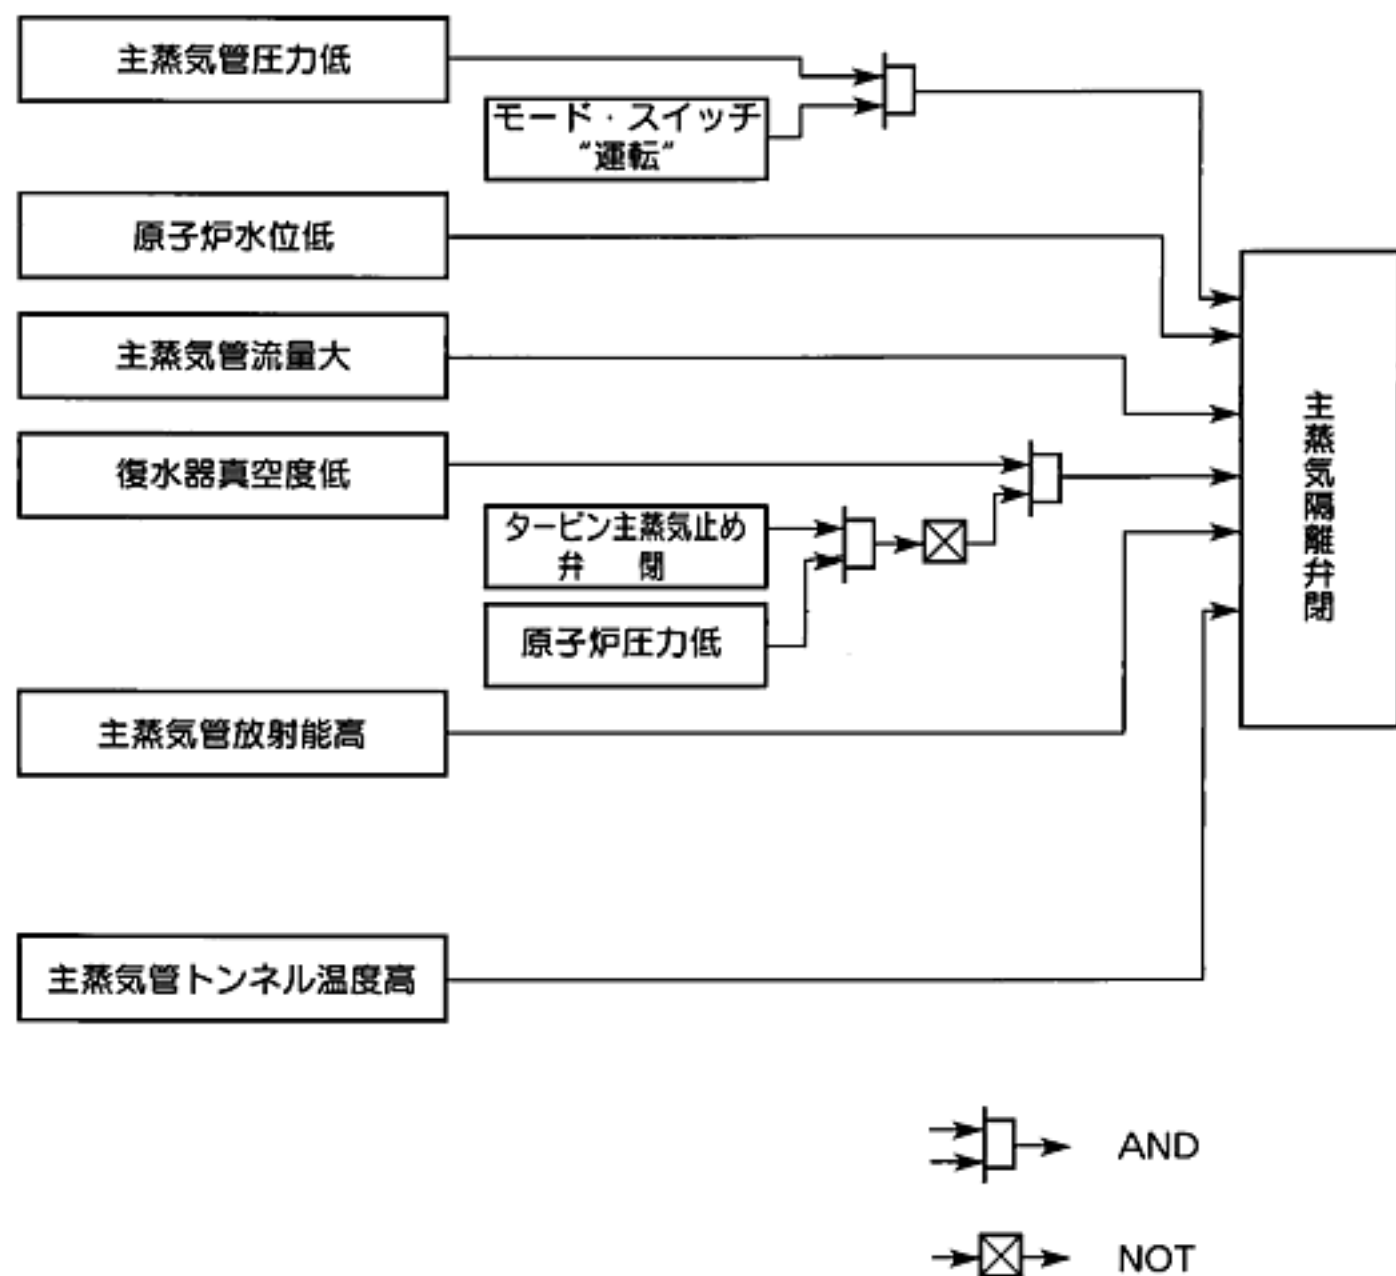 主蒸気管圧力低
モード・スイッチ
“運転”
原子炉水位低
主蒸気管流量大
復水器真空度低
タービン主蒸気止め
弁　閉
原子炉圧力低
主蒸気管放射能高
主蒸気管トンネル温度高
主蒸気隔離弁閉
AND
NOT